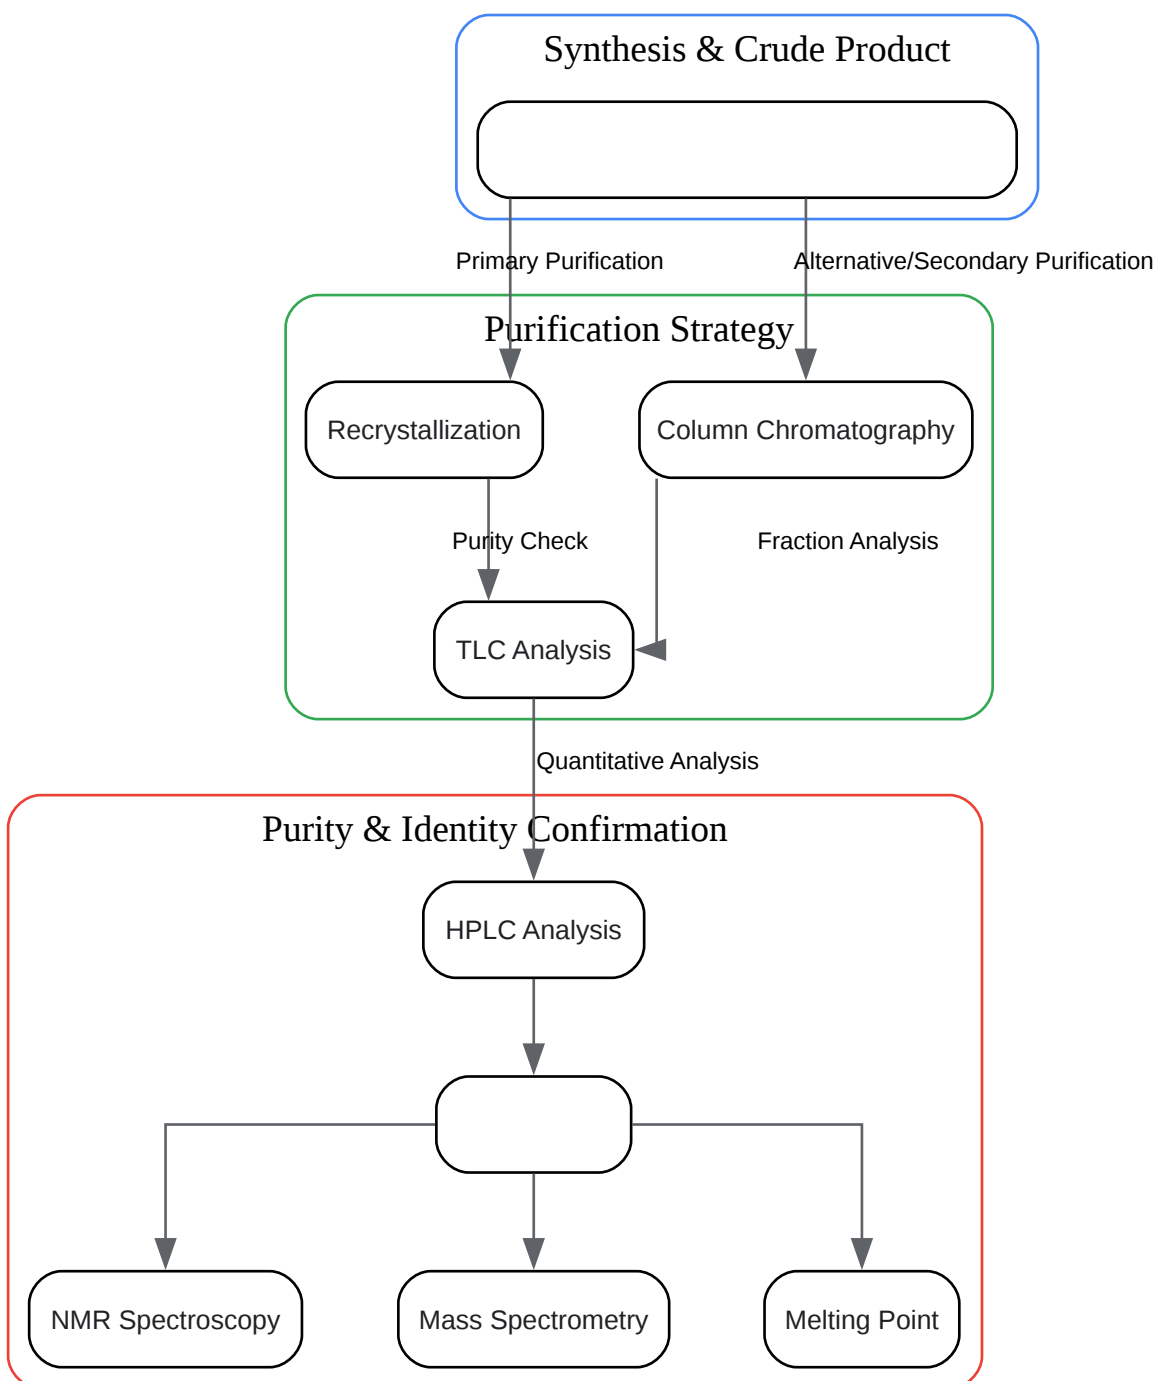 Synthesis & Crude Product
Primary Purification
Alternative/Secondary Purification
Purification Strategy
Recrystallization
Column Chromatography
Purity Check
Fraction Analysis
TLC Analysis
Quantitative Analysis
Purity & Identity Confirmation
HPLC Analysis
NMR Spectroscopy
Mass Spectrometry
Melting Point